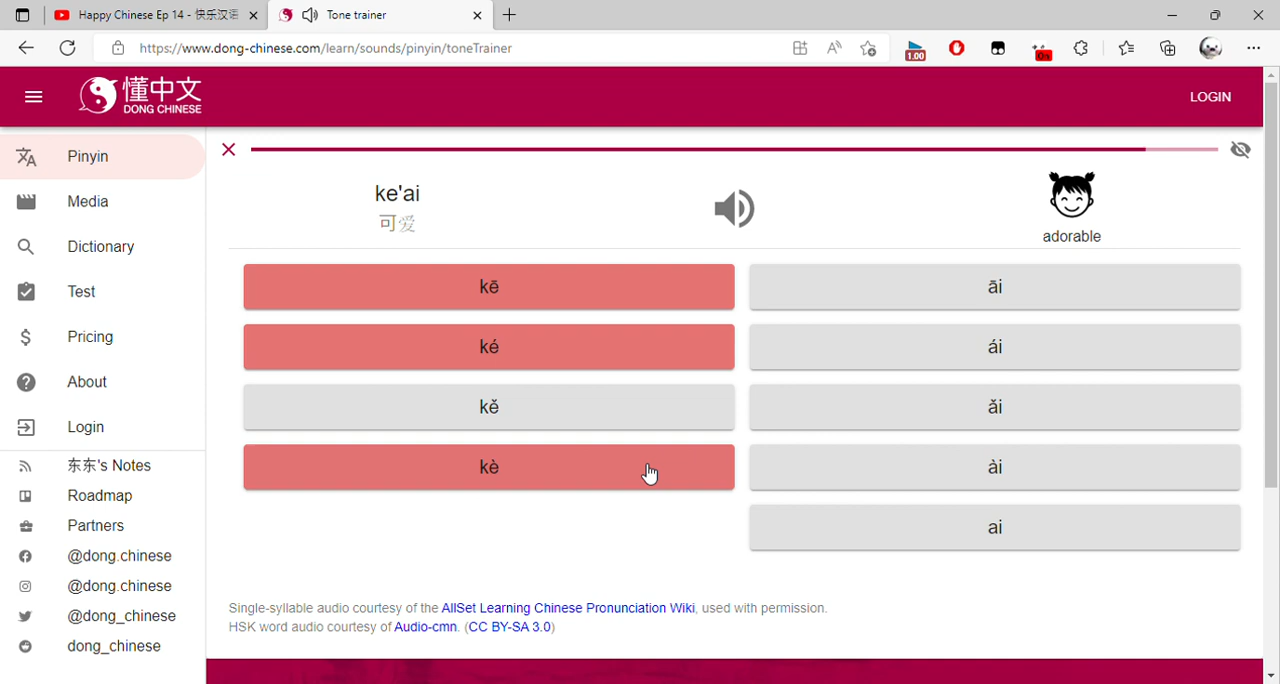 Happy Chinese Ep 14 - 快乐汉语
Tone trainer
https://www.dong-chinese.com/learn/sounds/pinyin/toneTrainer
1.00
On
懂中文
DONG CHINESE
LOGIN
Pinyin
Media
Dictionary
Test
Pricing
About
Login
东东's Notes
Roadmap
Partners
@dong.chinese
@dong.chinese
@dong_chinese
dong_chinese
ke'ai
可爱
adorable
kē
āi
ké
ái
kě
ǎi
kè
ài
ai
Single-syllable audio courtesy of the AllSet Learning Chinese Pronunciation Wiki, used with permission.
HSK word audio courtesy of Audio-cmn. (CC BY-SA 3.0)